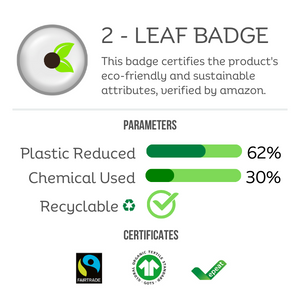 2 - LEAF BADGE
This badge certifies the product's
eco-friendly and sustainable
attributes, verified by amazon.
PARAMETERS
Plastic Reduced 62%
Chemical Used 30%
Recyclable
CERTIFICATES
FAIRTRADE
GLOBAL ORGANIC TEXTILE STANDARD
GOTS
epeat